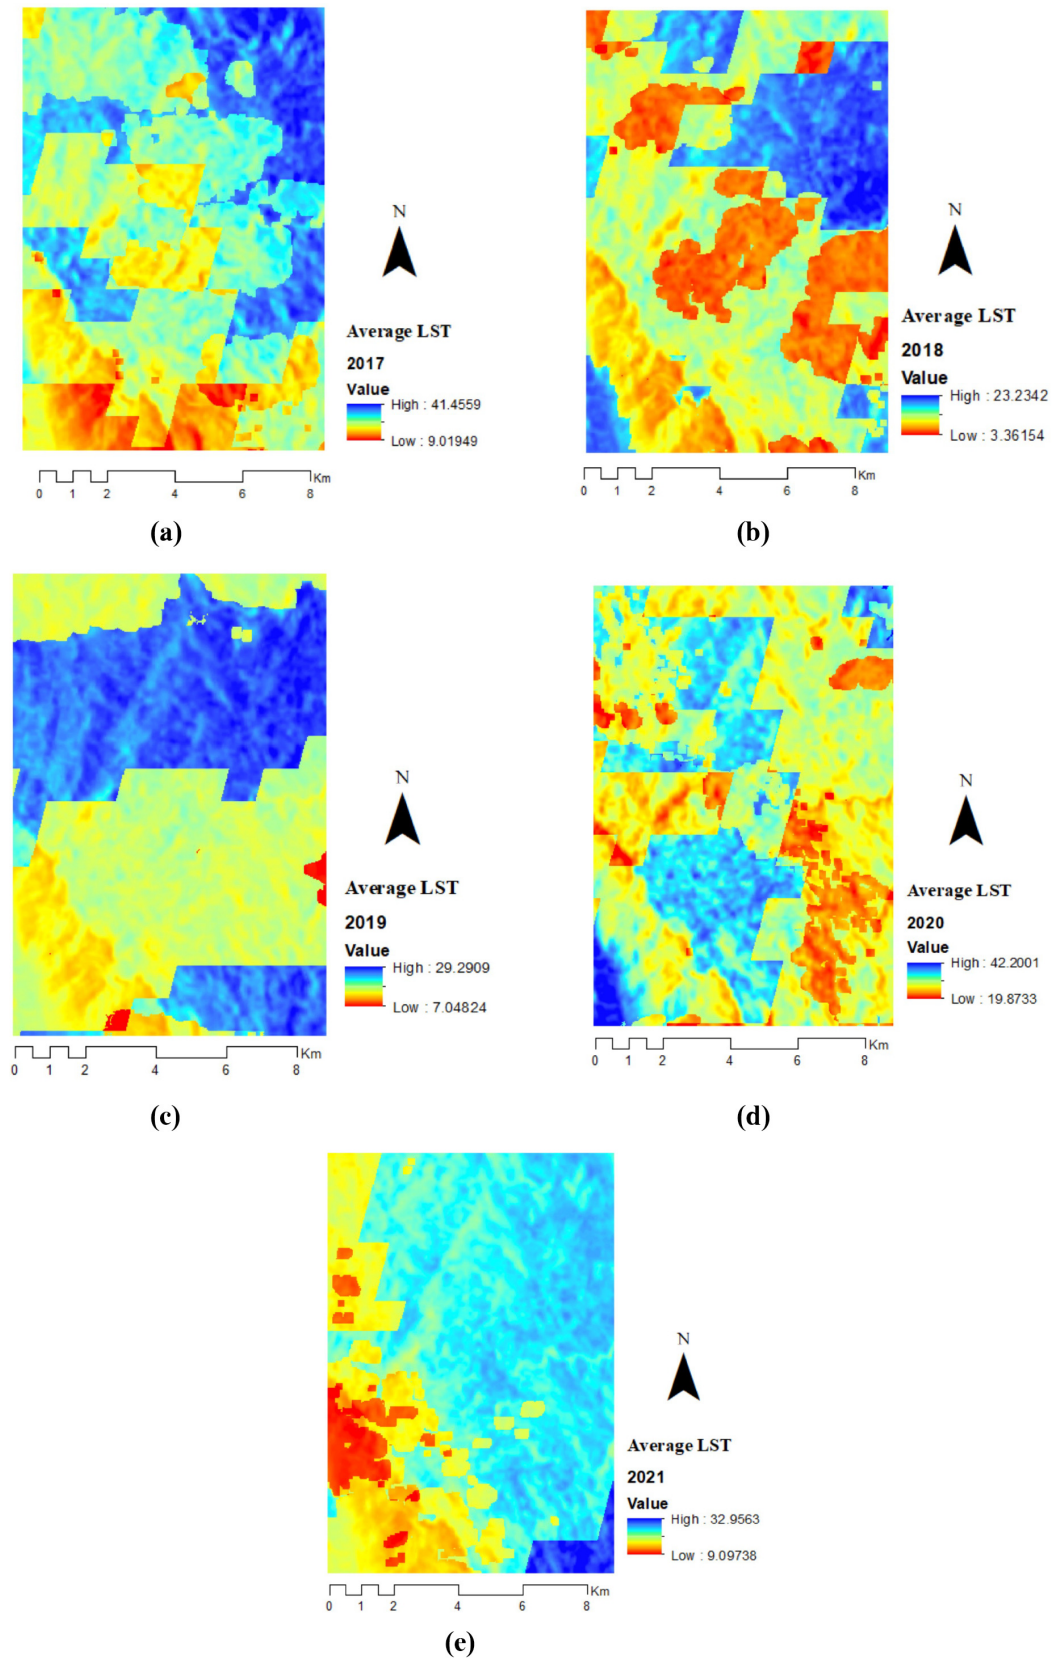 N
Average LST
2017
Value
High : 41.4559
Low : 9.01949
Km
0 1 2 4 6 8
(a)
N
Average LST
2018
Value
High : 23.2342
Low : 3.36154
Km
0 1 2 4 6 8
(b)
N
Average LST
2019
Value
High : 29.2909
Low : 7.04824
Km
0 1 2 4 6 8
(c)
N
Average LST
2020
Value
High : 42.2001
Low : 19.8733
Km
0 1 2 4 6 8
(d)
N
Average LST
2021
Value
High : 32.9563
Low : 9.09738
Km
0 1 2 4 6 8
(e)